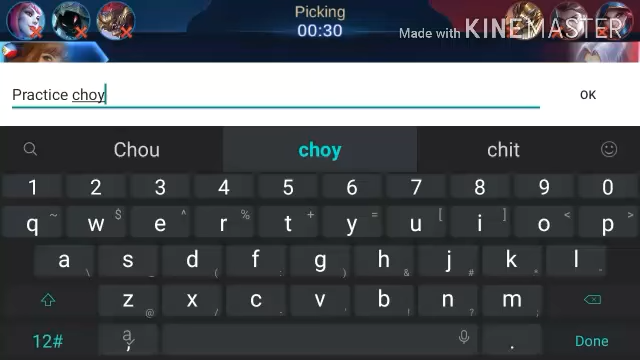 Picking
00:30
Made with KINEMASTER
Practice choy
OK
Chou choy chit
1 2 3 4 5 6 7 8 9 0
q ~ w $ e ^ r % t + y = u [ i ] o < p >
a \ s _ d ( f : g ) h & j # k * l -
z @ x / c - v ' b ! n ? m ;
12# a , . Done